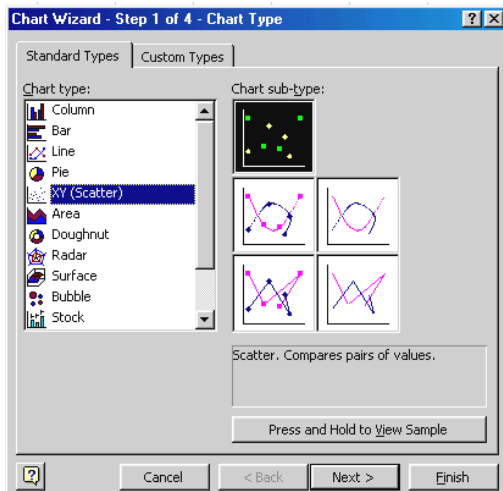 Chart Wizard - Step 1 of 4 - Chart Type ? ×
Standard Types Custom Types
Chart type:
Column
Bar
Line
Pie
XY (Scatter)
Area
Doughnut
Radar
Surface
Bubble
Stock
Chart sub-type:
Scatter. Compares pairs of values.
Press and Hold to View Sample
? Cancel < Back Next > Finish